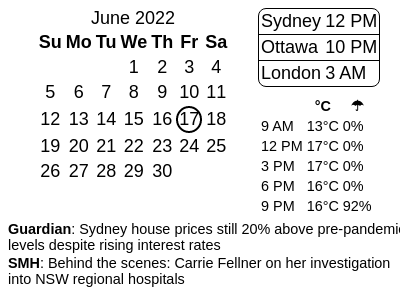 June 2022
Su Mo Tu We Th Fr Sa
1 2 3 4
5 6 7 8 9 10 11
12 13 14 15 16 17 18
19 20 21 22 23 24 25
26 27 28 29 30
Sydney 12 PM
Ottawa 10 PM
London 3 AM
°C ☂
9 AM 13°C 0%
12 PM 17°C 0%
3 PM 17°C 0%
6 PM 16°C 0%
9 PM 16°C 92%
Guardian: Sydney house prices still 20% above pre-pandemic
levels despite rising interest rates
SMH: Behind the scenes: Carrie Fellner on her investigation
into NSW regional hospitals